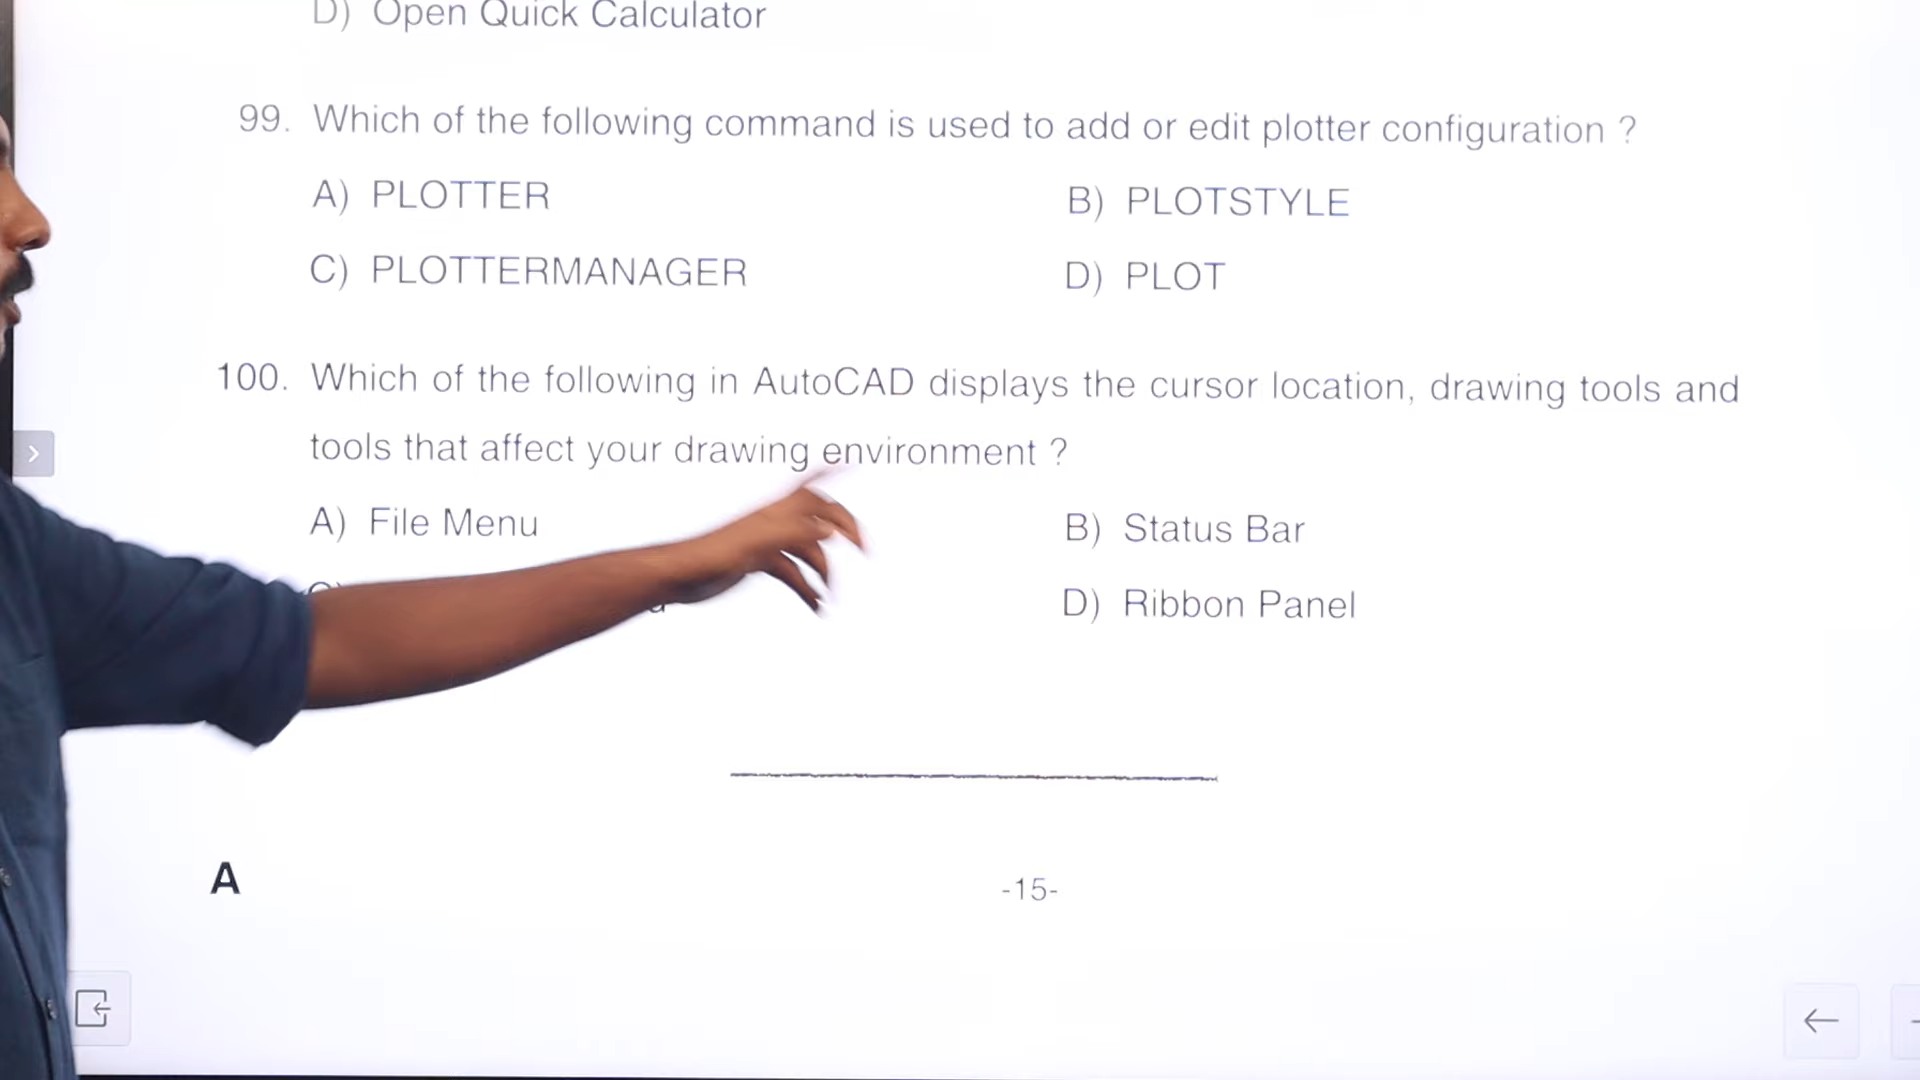 D) Open Quick Calculator
99. Which of the following command is used to add or edit plotter configuration ?
A) PLOTTER
B) PLOTSTYLE
C) PLOTTERMANAGER
D) PLOT
100. Which of the following in AutoCAD displays the cursor location, drawing tools and
tools that affect your drawing environment ?
A) File Menu
B) Status Bar
D) Ribbon Panel
A
-15-